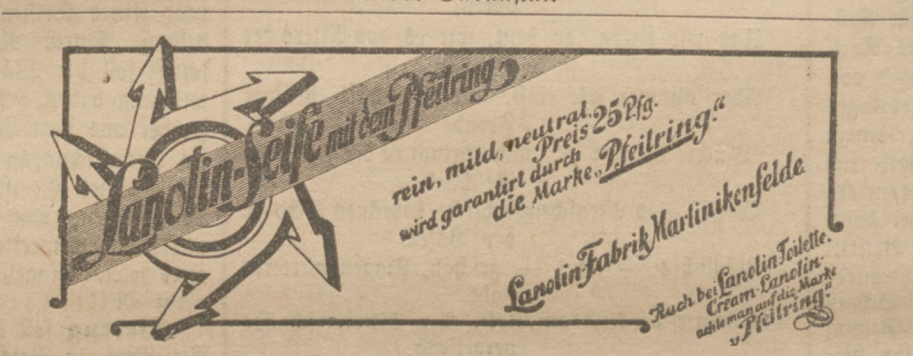 Lanolin-Seife mit dem Pfeilring.
rein, mild, neutral.
Preis 25 Pfg.
wird garantirt durch
die Marke „Pfeilring.“
Lanolin-Fabrik Martinikenfelde.
Auch bei Lanolin-Toilette-
Cream-Lanolin-
achte man auf die Marke
„Pfeilring.“